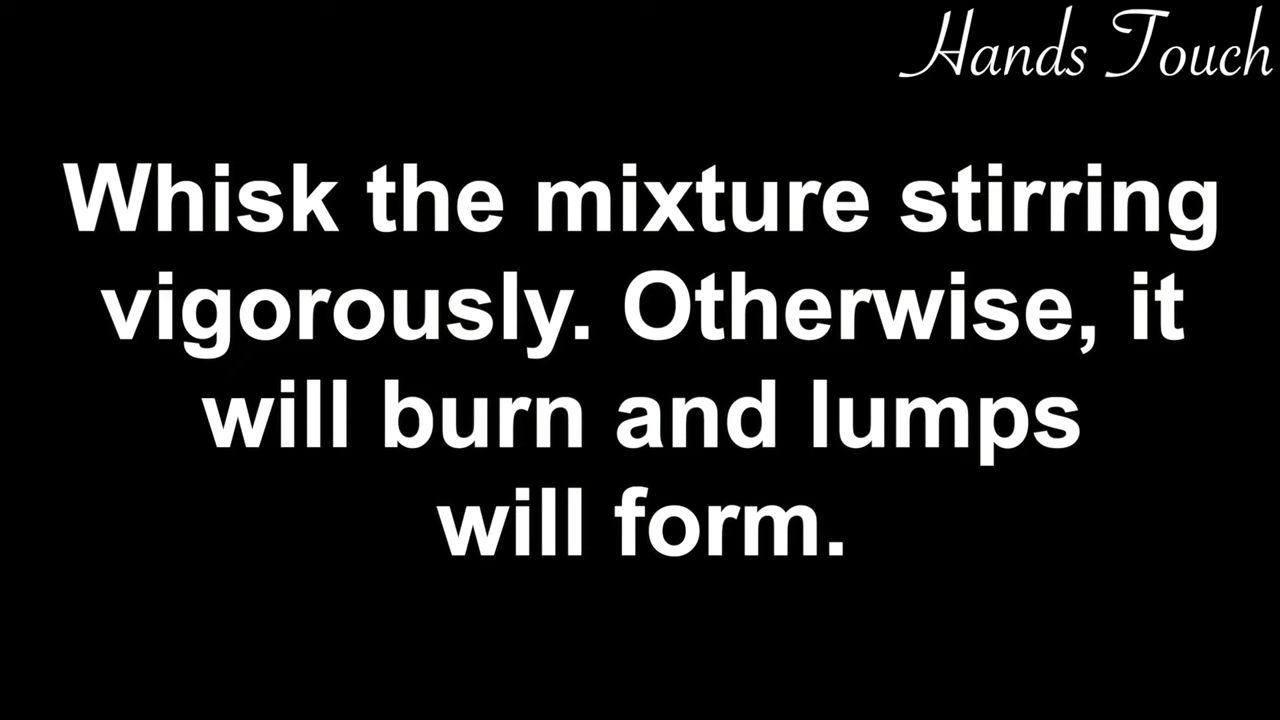 Hands Touch
Whisk the mixture stirring
vigorously. Otherwise, it
will burn and lumps
will form.